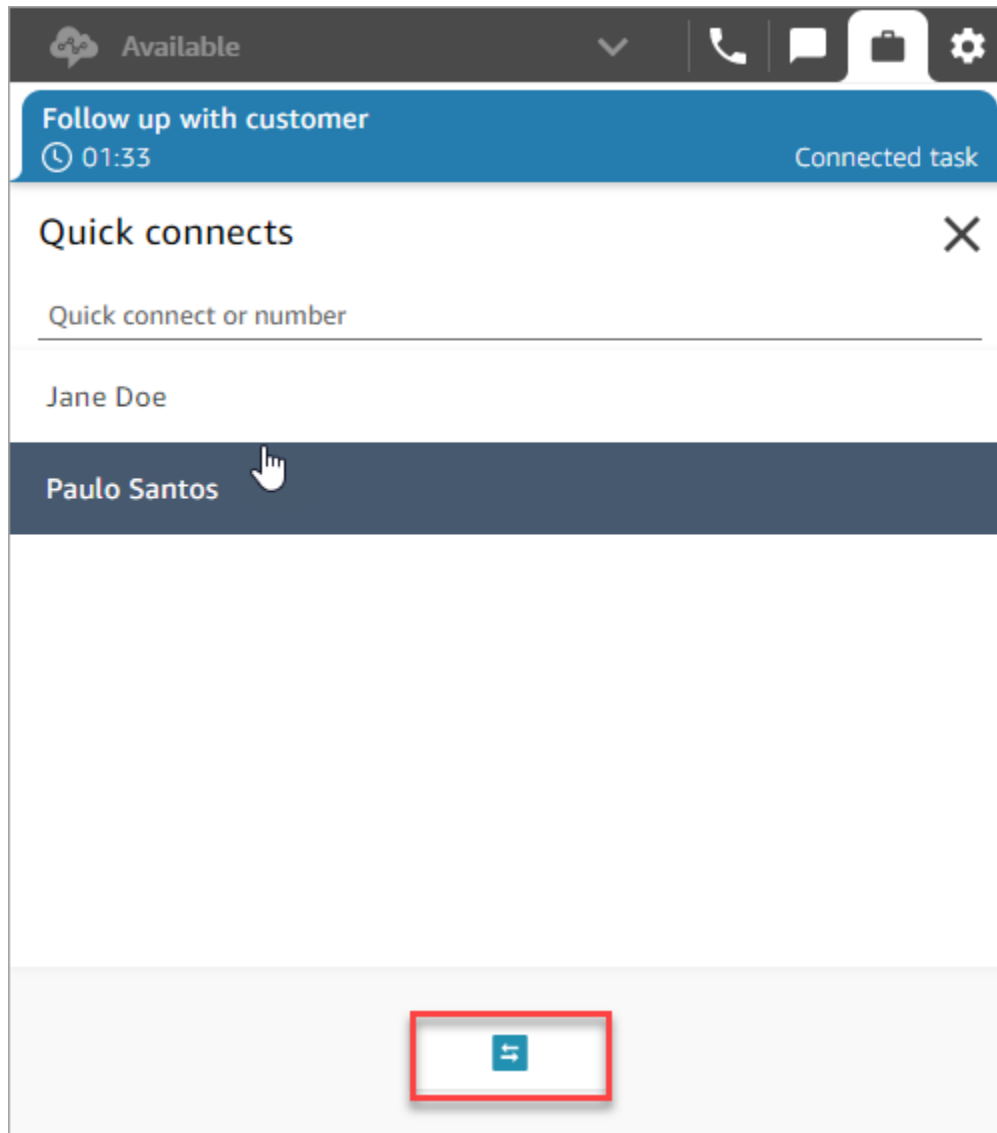 Available
Follow up with customer
01:33 Connected task
Quick connects
Quick connect or number
Jane Doe
Paulo Santos